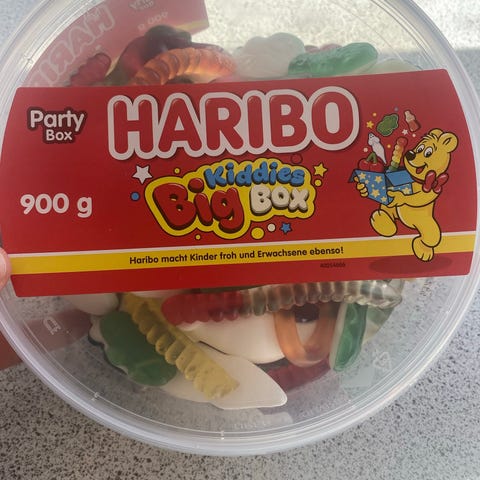 Party
Box
HARIBO
Kiddies
Big Box
900 g
Haribo macht Kinder froh und Erwachsene ebenso!